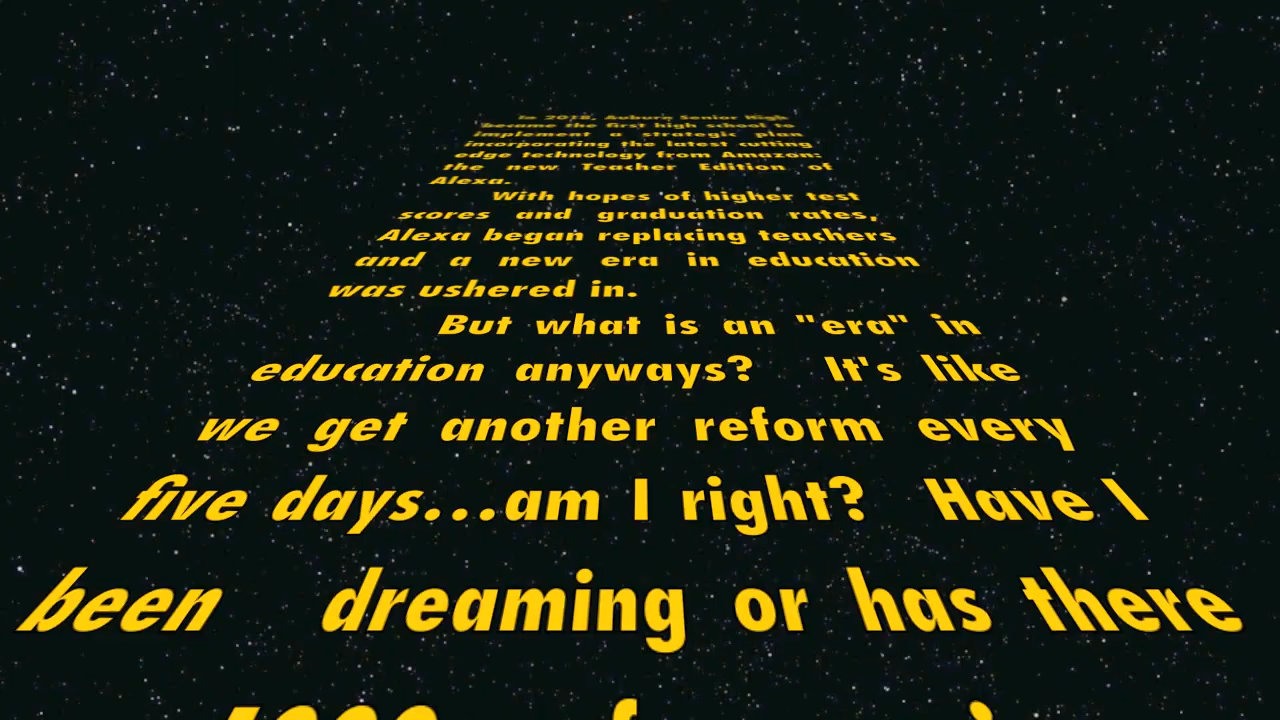 In 2018, Auburn Senior High
became the first high school to
implement a strategic plan
incorporating the latest cutting
edge technology from Amazon:
the new Teacher Edition of
Alexa.
With hopes of higher test
scores and graduation rates,
Alexa began replacing teachers
and a new era in education
was ushered in.
But what is an "era" in
education anyways? It's like
we get another reform every
five days...am I right? Have I
been dreaming or has there